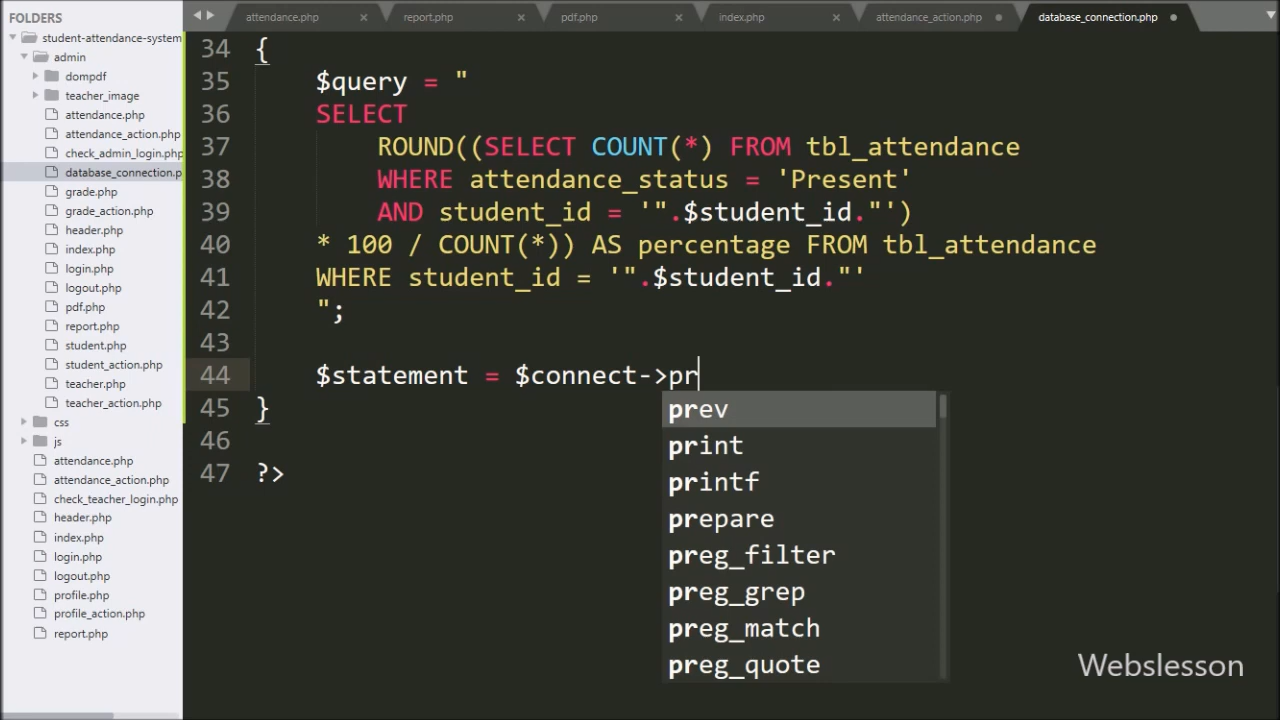 FOLDERS
student-attendance-system
admin
dompdf
teacher_image
attendance.php
attendance_action.php
check_admin_login.php
database_connection.p
grade.php
grade_action.php
header.php
index.php
login.php
logout.php
pdf.php
report.php
student.php
student_action.php
teacher.php
teacher_action.php
css
js
attendance.php
attendance_action.php
check_teacher_login.php
header.php
index.php
login.php
logout.php
profile.php
profile_action.php
report.php
attendance.php × report.php × pdf.php × index.php × attendance_action.php database_connection.php
34 {
35 $query = "
36 SELECT
37 ROUND((SELECT COUNT(*) FROM tbl_attendance
38 WHERE attendance_status = 'Present'
39 AND student_id = '".$student_id."')
40 * 100 / COUNT(*)) AS percentage FROM tbl_attendance
41 WHERE student_id = '".$student_id."'
42 ";
43
44 $statement = $connect->pr
45 }
46
47 ?>
prev
print
printf
prepare
preg_filter
preg_grep
preg_match
preg_quote
Webslesson